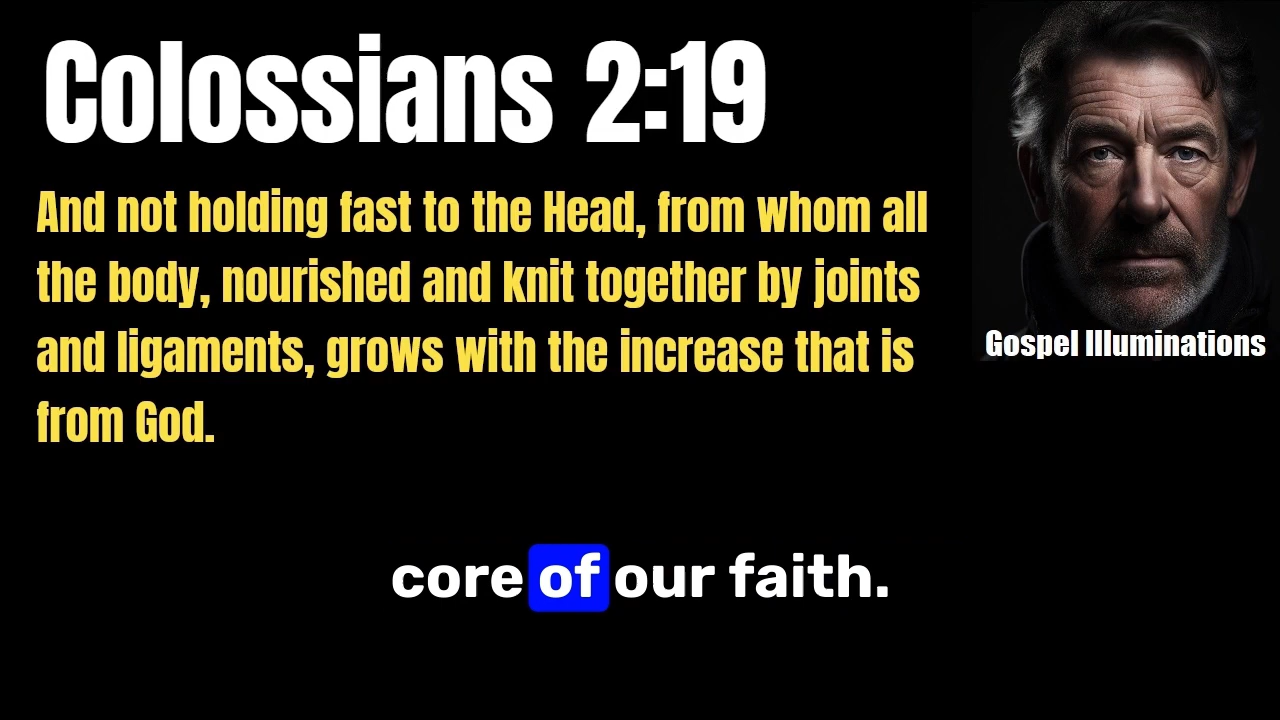 Colossians 2:19
And not holding fast to the Head, from whom all
the body, nourished and knit together by joints
and ligaments, grows with the increase that is
from God.
Gospel Illuminations
core of our faith.